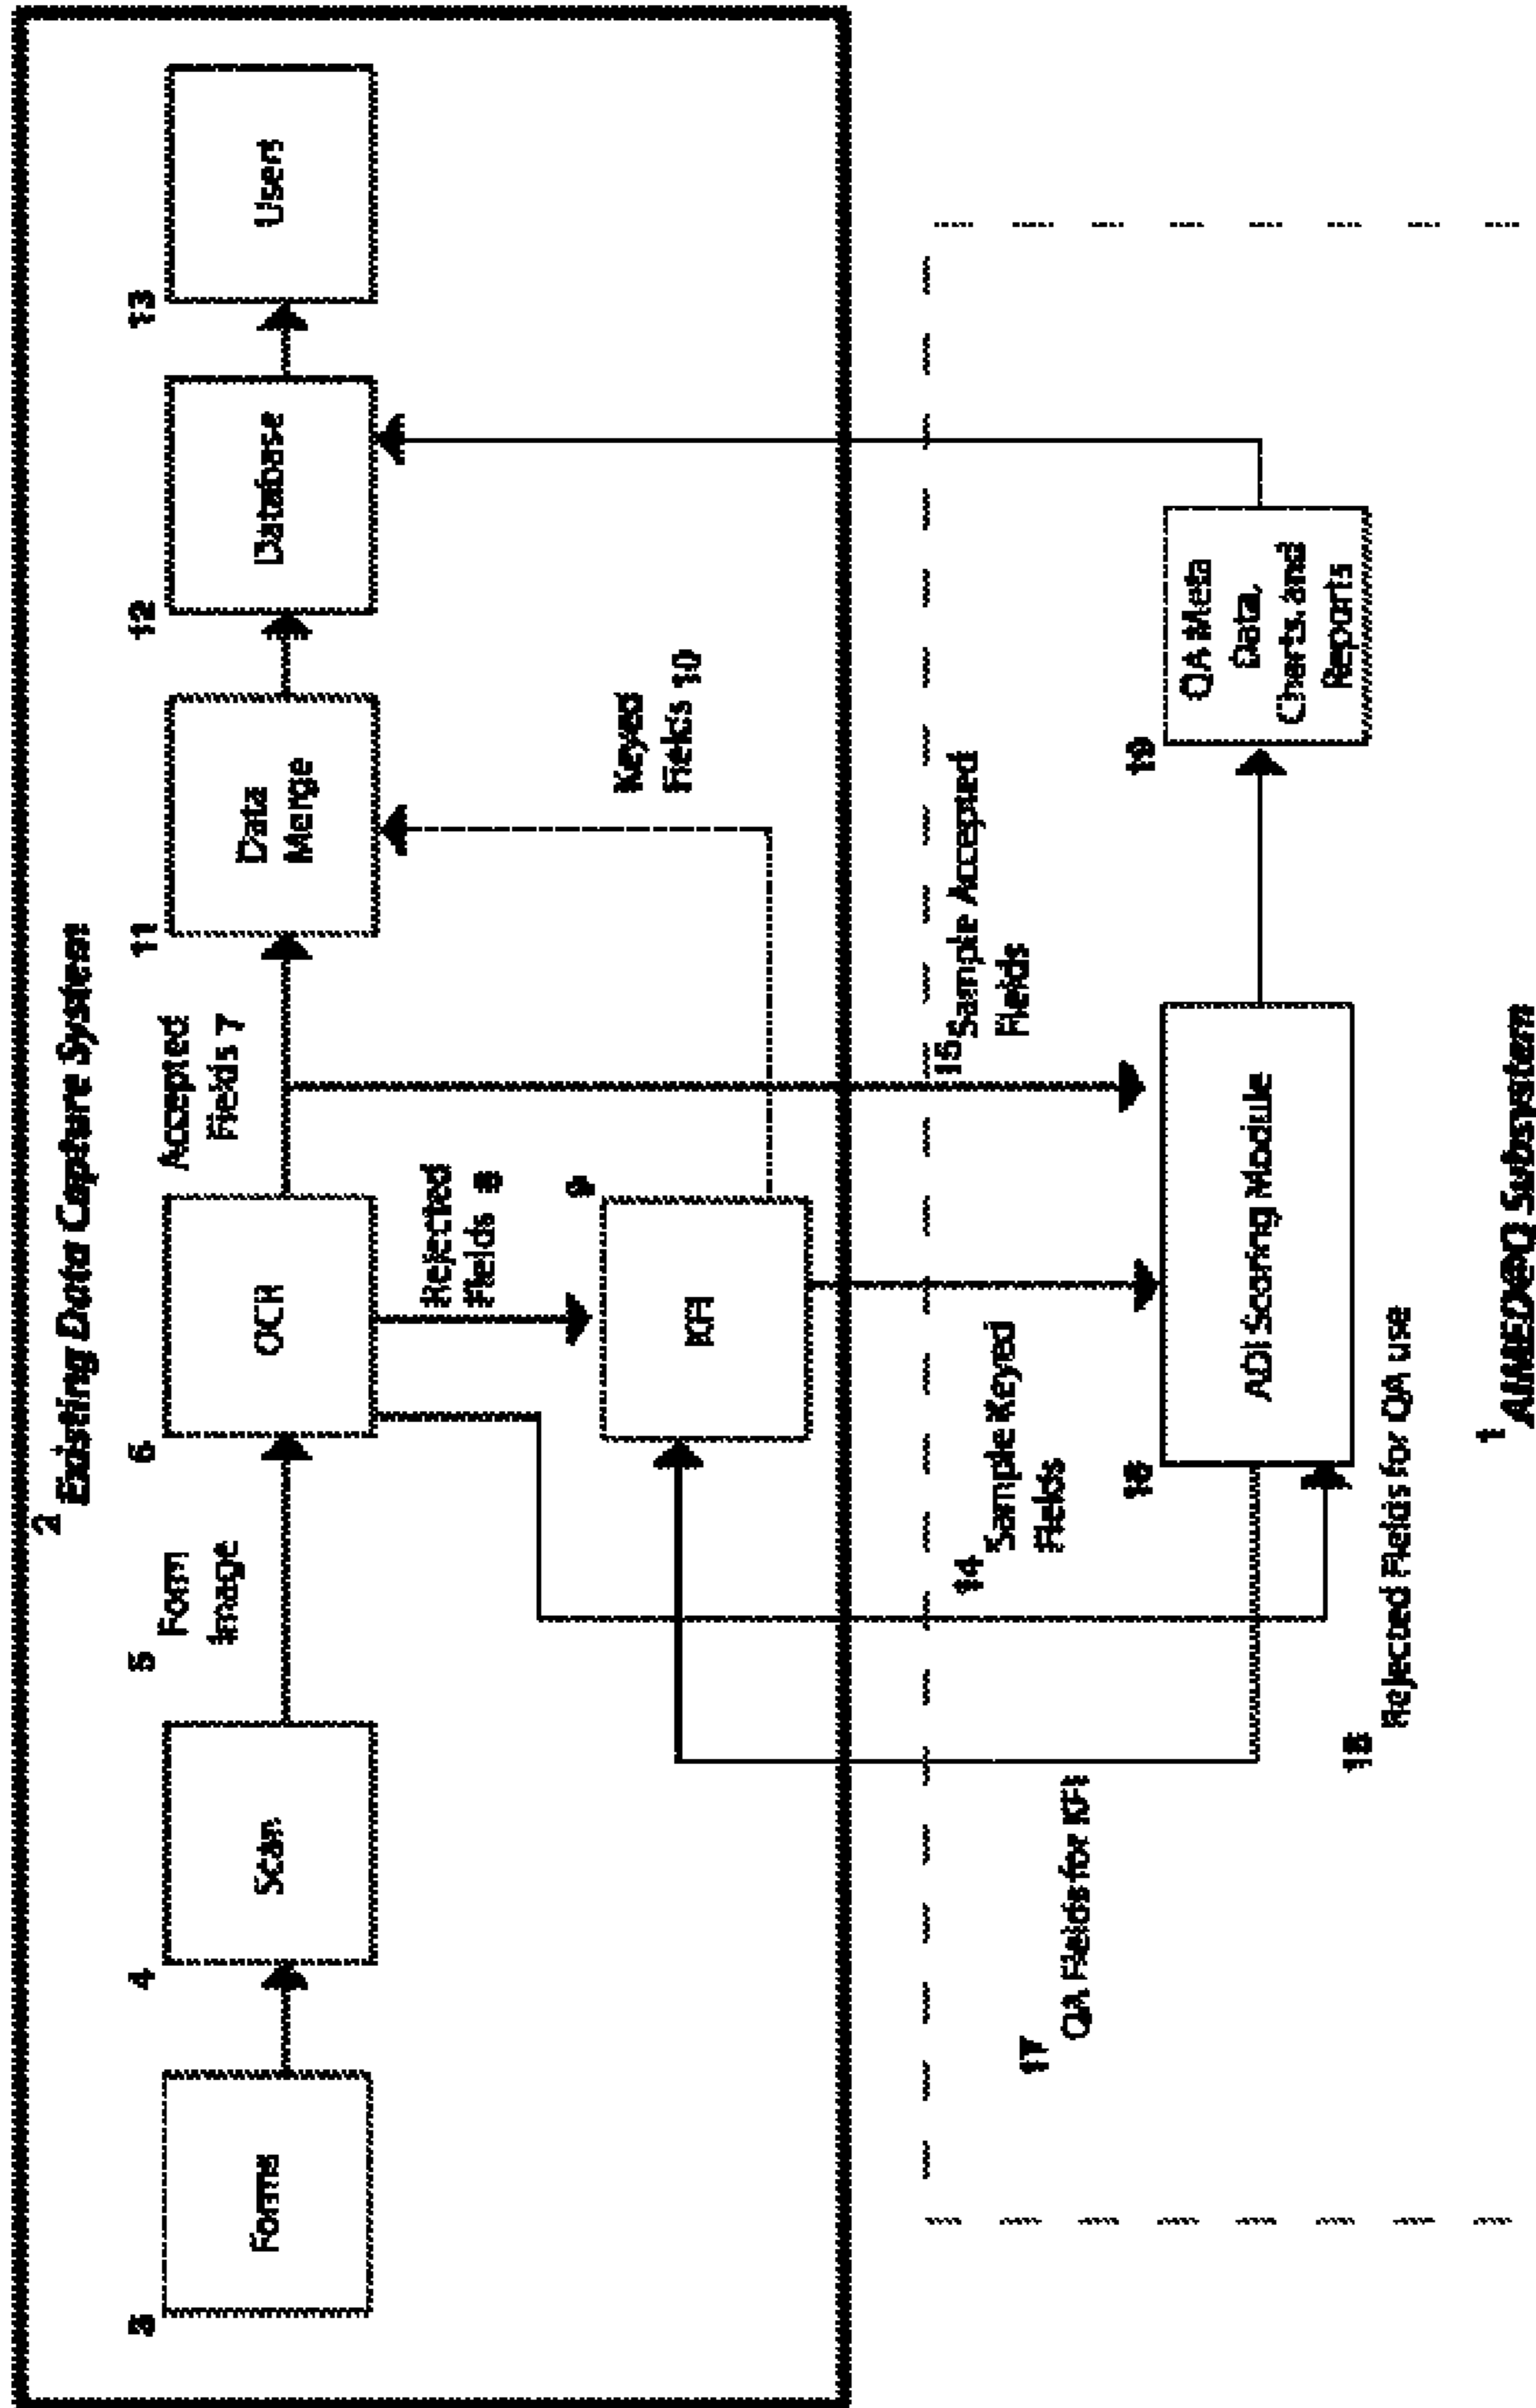 2
Existing Data Capture System
3
Forms
4
Scan
5
Form
Image
6
OCR
Accepted
Fields 7
11
Data
Merge
12
Database
13
Users
Rejected
Fields 8
9
KFI
Keyed
Fields 10
14
Sample Keyed
Fields
15
Sample Accepted
Fields
17
QA Fields for KFI
16
ADI Scoring Module
19
QA Meta
Data,
Charts and
Reports
18
Rejected Fields for QA use
1
Subsystem